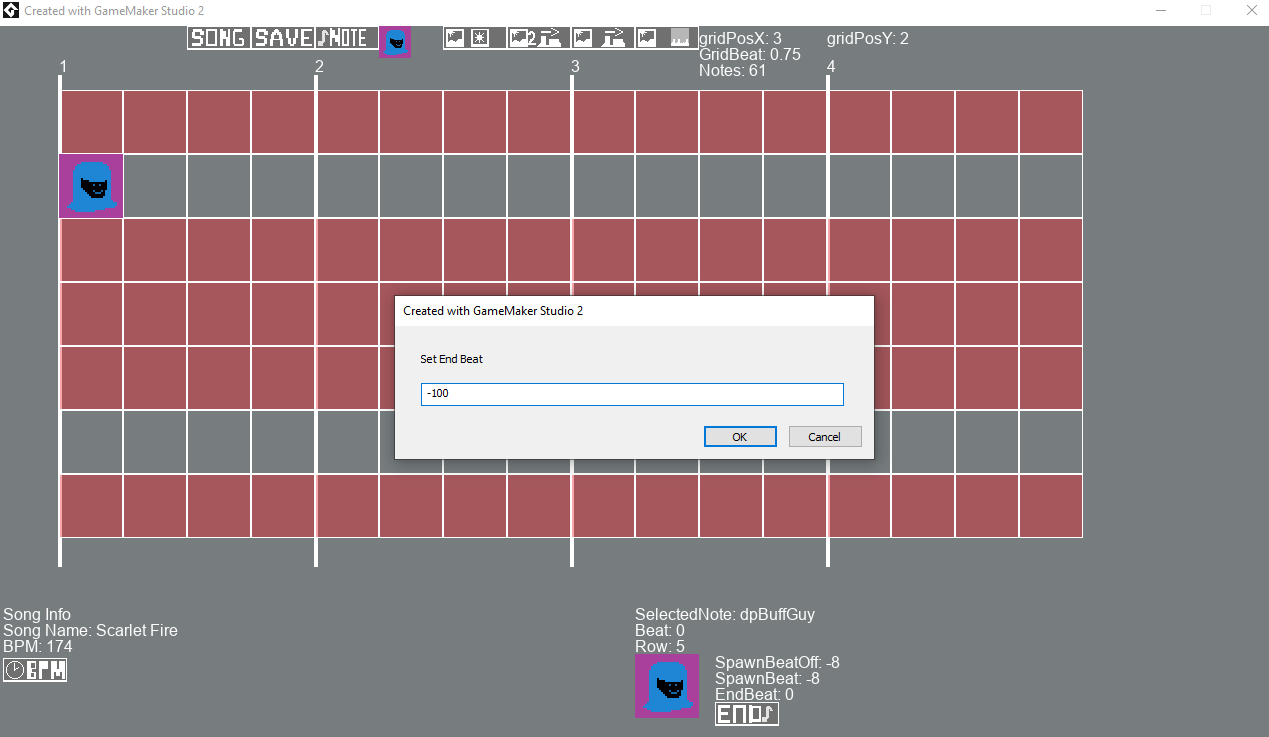 Created with GameMaker Studio 2
SONG SAVE NOTE
2
gridPosX: 3 gridPosY: 2
GridBeat: 0.75
Notes: 61
1 2 3 4
Created with GameMaker Studio 2
Set End Beat
-100
OK Cancel
Song Info
Song Name: Scarlet Fire
BPM: 174
BPM
SelectedNote: dpBuffGuy
Beat: 0
Row: 5
SpawnBeatOff: -8
SpawnBeat: -8
EndBeat: 0
END